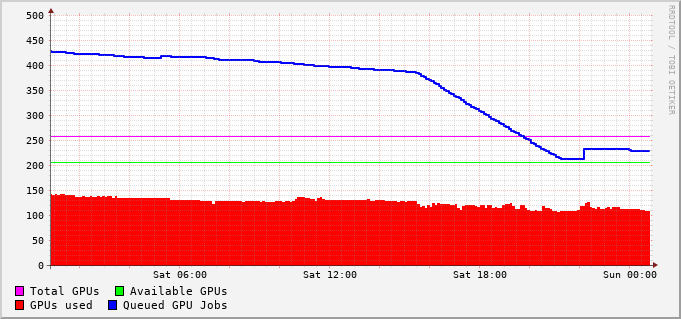 500
450
400
350
300
250
200
150
100
50
0
Sat 06:00 Sat 12:00 Sat 18:00 Sun 00:00
Total GPUs Available GPUs
GPUs used Queued GPU Jobs
RRDTOOL / TOBI OETIKER